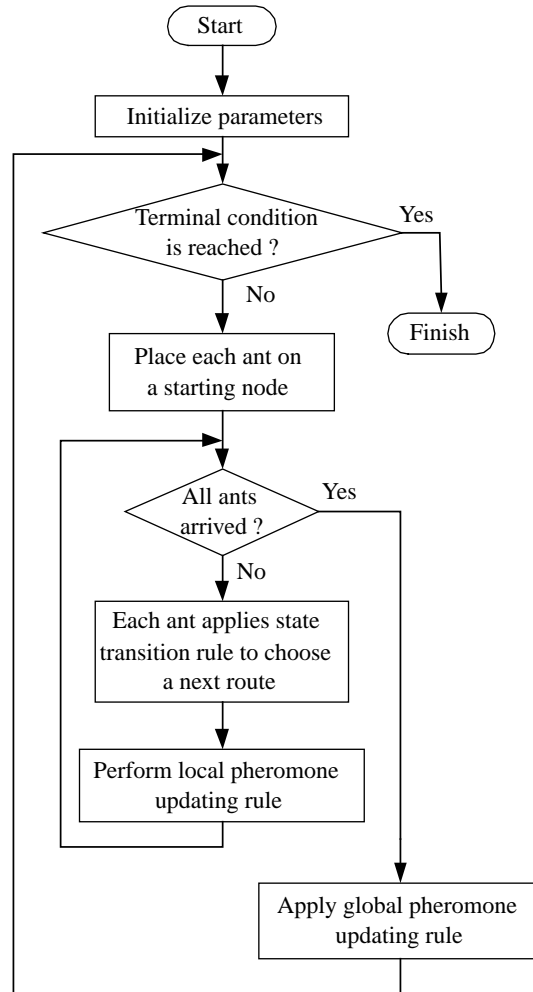 Start
Initialize parameters
Terminal condition
is reached ?
Yes
No
Finish
Place each ant on
a starting node
All ants
arrived ?
Yes
No
Each ant applies state
transition rule to choose
a next route
Perform local pheromone
updating rule
Apply global pheromone
updating rule